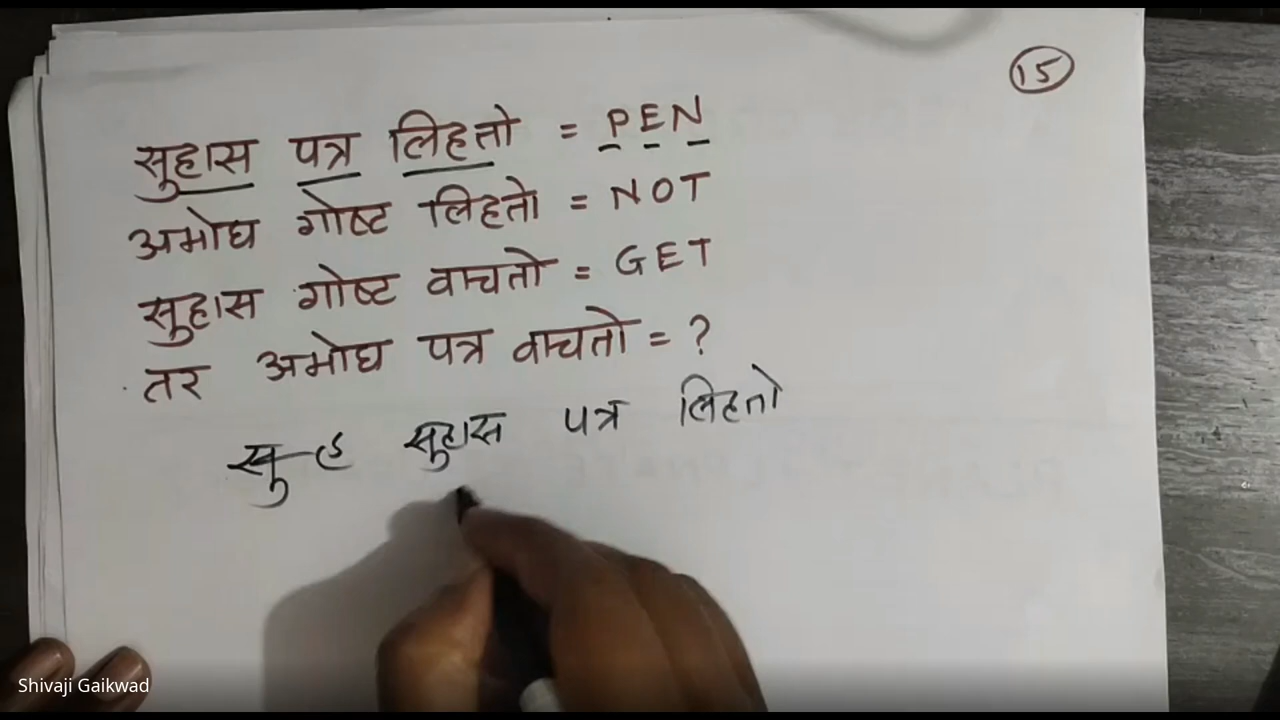 15
सुहास पत्र लिहतो = PEN
अमोघ गोष्ट लिहतो = NOT
सुहास गोष्ट वाचतो = GET
तर अमोघ पत्र वाचतो = ?
सुह सुहास पत्र लिहतो
Shivaji Gaikwad